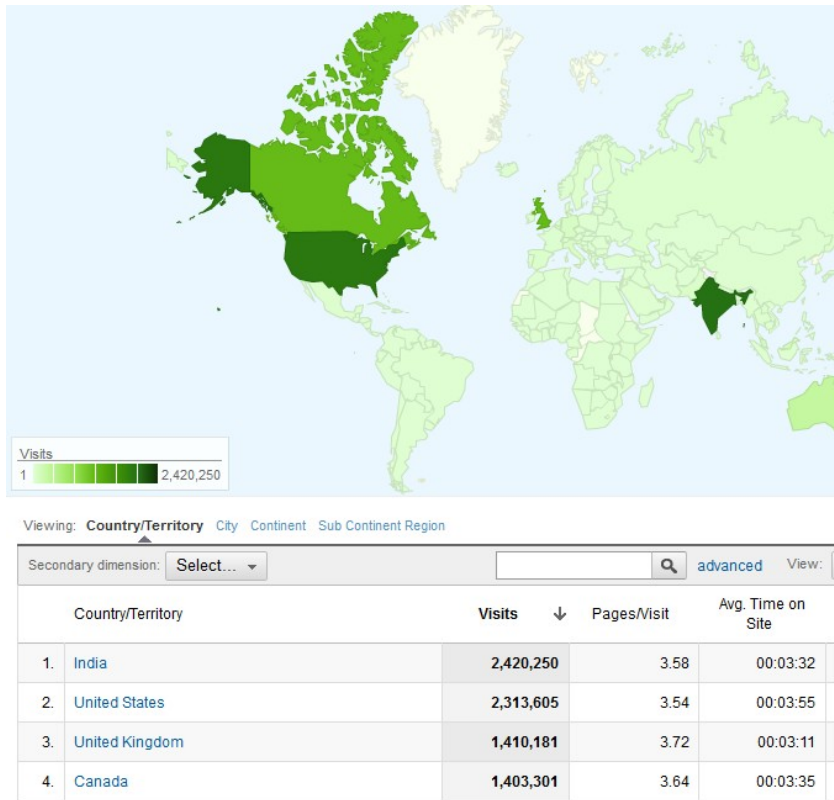 Visits
1 2,420,250
Viewing: Country/Territory City Continent Sub Continent Region
Secondary dimension: Select... advanced View:
Country/Territory Visits Pages/Visit Avg. Time on Site
1. India 2,420,250 3.58 00:03:32
2. United States 2,313,605 3.54 00:03:55
3. United Kingdom 1,410,181 3.72 00:03:11
4. Canada 1,403,301 3.64 00:03:35